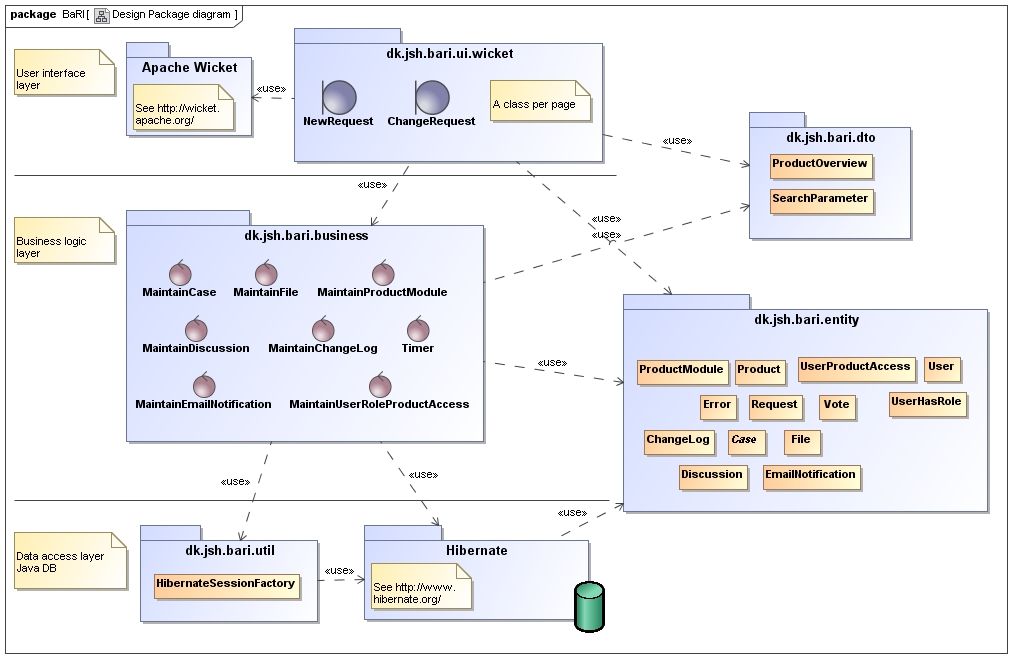 package BaRI [ Design Package diagram ]
User interface
layer
Apache Wicket
See http://wicket.
apache.org/
«use»
dk.jsh.bari.ui.wicket
NewRequest
ChangeRequest
A class per page
«use»
dk.jsh.bari.dto
ProductOverview
SearchParameter
«use»
«use»
«use»
Business logic
layer
dk.jsh.bari.business
MaintainCase
MaintainFile
MaintainProductModule
MaintainDiscussion
MaintainChangeLog
Timer
MaintainEmailNotification
MaintainUserRoleProductAccess
«use»
dk.jsh.bari.entity
ProductModule
Product
UserProductAccess
User
Error
Request
Vote
UserHasRole
ChangeLog
Case
File
Discussion
EmailNotification
«use»
«use»
«use»
Data access layer
Java DB
dk.jsh.bari.util
HibernateSessionFactory
«use»
Hibernate
See http://www.
hibernate.org/